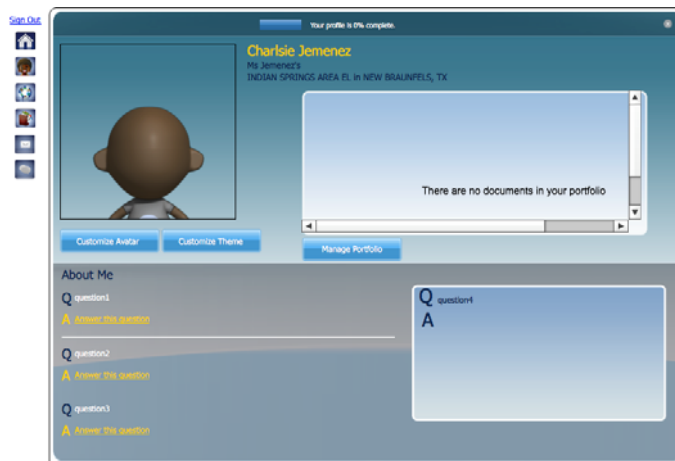 Sign Out
Your profile is 0% complete.
Charlsie Jemenez
Ms Jemenez's
INDIAN SPRINGS AREA EL in NEW BRAUNFELS, TX
There are no documents in your portfolio
Customize Avatar
Customize Theme
Manage Portfolio
About Me
Q question1
A Answer this question
Q question2
A Answer this question
Q question3
A Answer this question
Q question4
A